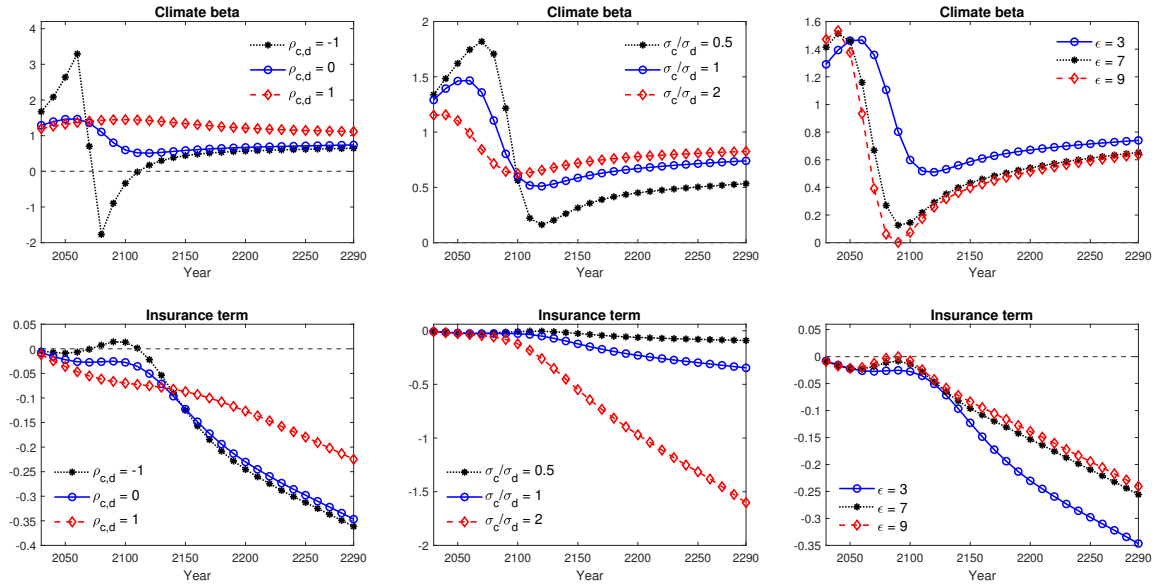 Climate beta
4
3
2
1
0
-1
-2
2050 2100 2150 2200 2250 2290
Year
ρc,d = -1
ρc,d = 0
ρc,d = 1
Climate beta
2
1.5
1
0.5
0
2050 2100 2150 2200 2250 2290
Year
σc/σd = 0.5
σc/σd = 1
σc/σd = 2
Climate beta
1.6
1.4
1.2
1
0.8
0.6
0.4
0.2
0
2050 2100 2150 2200 2250 2290
Year
ϵ = 3
ϵ = 7
ϵ = 9
Insurance term
0.05
0
-0.05
-0.1
-0.15
-0.2
-0.25
-0.3
-0.35
-0.4
2050 2100 2150 2200 2250 2290
Year
ρc,d = -1
ρc,d = 0
ρc,d = 1
Insurance term
0
-0.5
-1
-1.5
-2
2050 2100 2150 2200 2250 2290
Year
σc/σd = 0.5
σc/σd = 1
σc/σd = 2
Insurance term
0.05
0
-0.05
-0.1
-0.15
-0.2
-0.25
-0.3
-0.35
2050 2100 2150 2200 2250 2290
Year
ϵ = 3
ϵ = 7
ϵ = 9